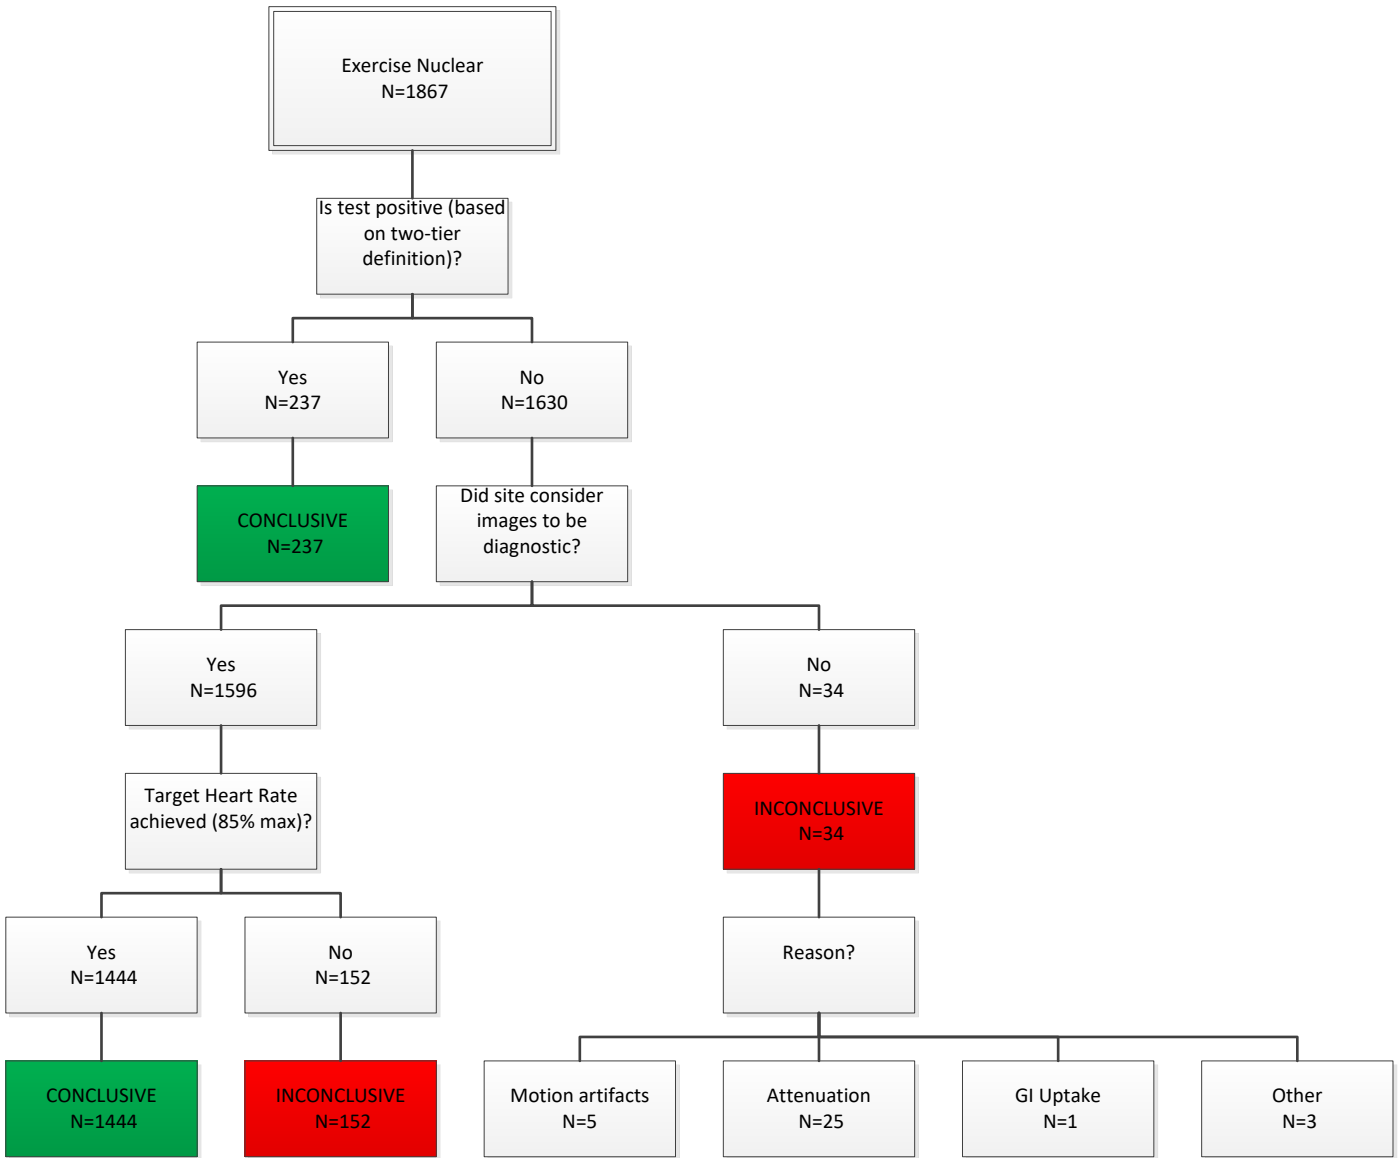 Exercise Nuclear
N=1867
Is test positive (based
on two-tier
definition)?
Yes
N=237
No
N=1630
CONCLUSIVE
N=237
Did site consider
images to be
diagnostic?
Yes
N=1596
No
N=34
Target Heart Rate
achieved (85% max)?
INCONCLUSIVE
N=34
Yes
N=1444
No
N=152
Reason?
CONCLUSIVE
N=1444
INCONCLUSIVE
N=152
Motion artifacts
N=5
Attenuation
N=25
GI Uptake
N=1
Other
N=3